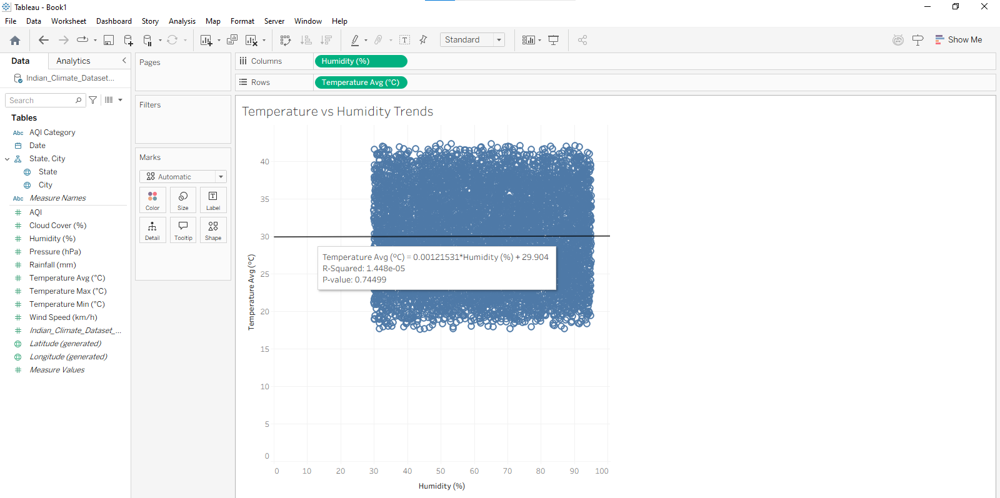 Tableau - Book1
File Data Worksheet Dashboard Story Analysis Map Format Server Window Help
Standard
Show Me
Data Analytics
Indian_Climate_Dataset...
Search
Tables
Abc AQI Category
Date
State, City
State
City
Abc Measure Names
AQI
Cloud Cover (%)
Humidity (%)
Pressure (hPa)
Rainfall (mm)
Temperature Avg (°C)
Temperature Max (°C)
Temperature Min (°C)
Wind Speed (km/h)
Indian_Climate_Dataset_...
Latitude (generated)
Longitude (generated)
Measure Values
Pages
Filters
Marks
Automatic
Color Size Label
Detail Tooltip Shape
Columns Humidity (%)
Rows Temperature Avg (°C)
Temperature vs Humidity Trends
Temperature Avg (°C)
40
35
30
25
20
15
10
5
0
Temperature Avg (°C) = 0.00121531*Humidity (%) + 29.904
R-Squared: 1.448e-05
P-value: 0.74499
0 10 20 30 40 50 60 70 80 90 100
Humidity (%)